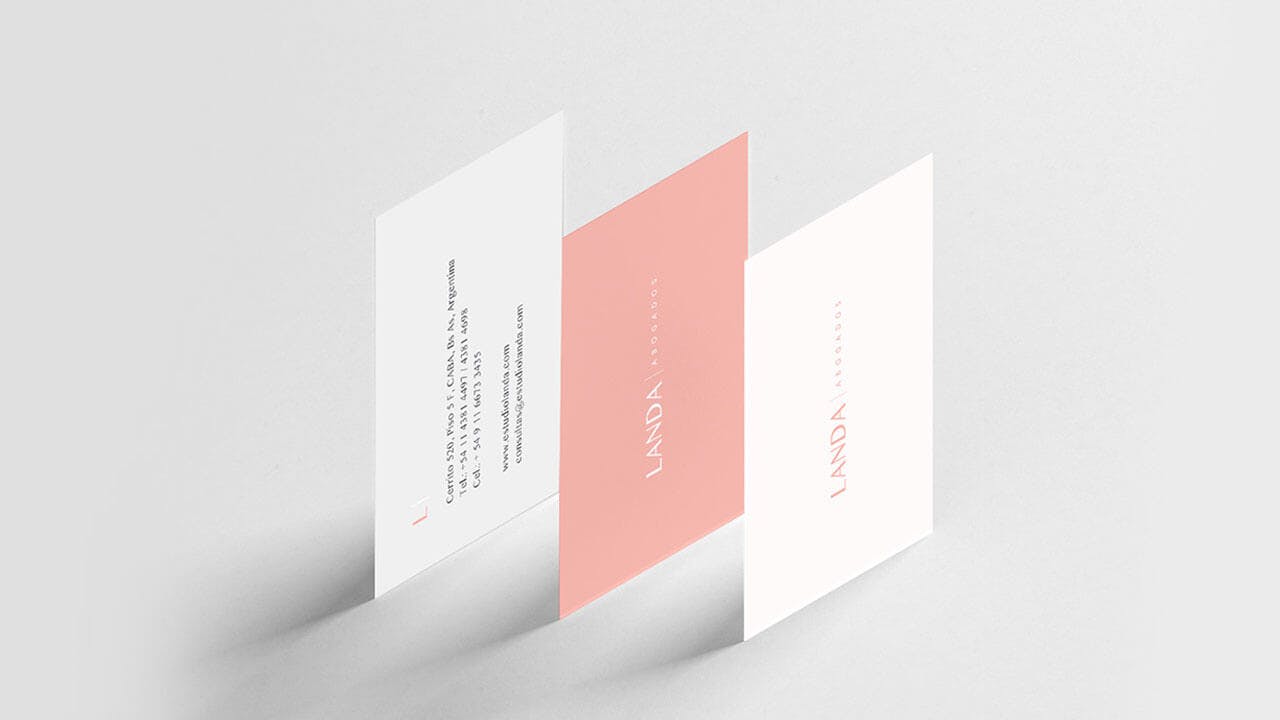 L
Cerrito 520, Piso 5 F, CABA, Bs As, Argentina
Tel.: +54 11 4381 4497 / 4381 4698
Cel.: + 54 9 11 6673 3435
www.estudiolanda.com
consultas@estudiolanda.com
LANDA | ABOGADOS
LANDA | ABOGADOS